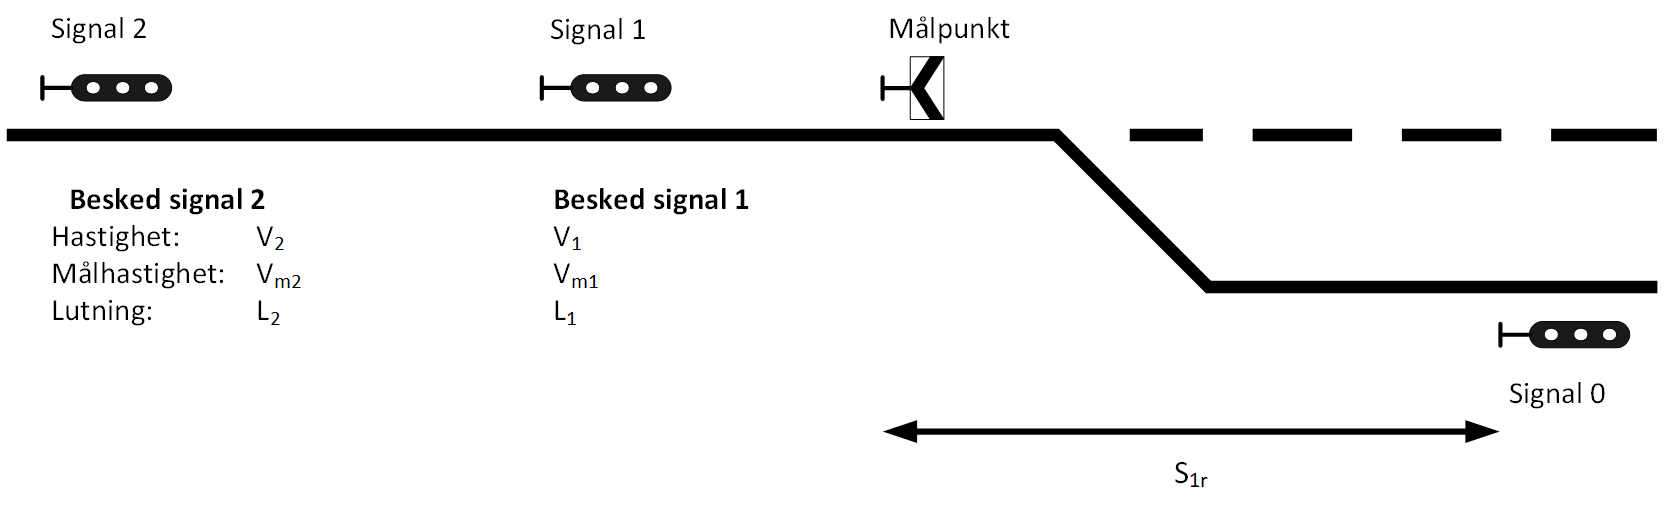 Signal 2
Signal 1
Målpunkt
Besked signal 2
Besked signal 1
Hastighet: V2
V1
Målhastighet: Vm2
Vm1
Lutning: L2
L1
Signal 0
S1r